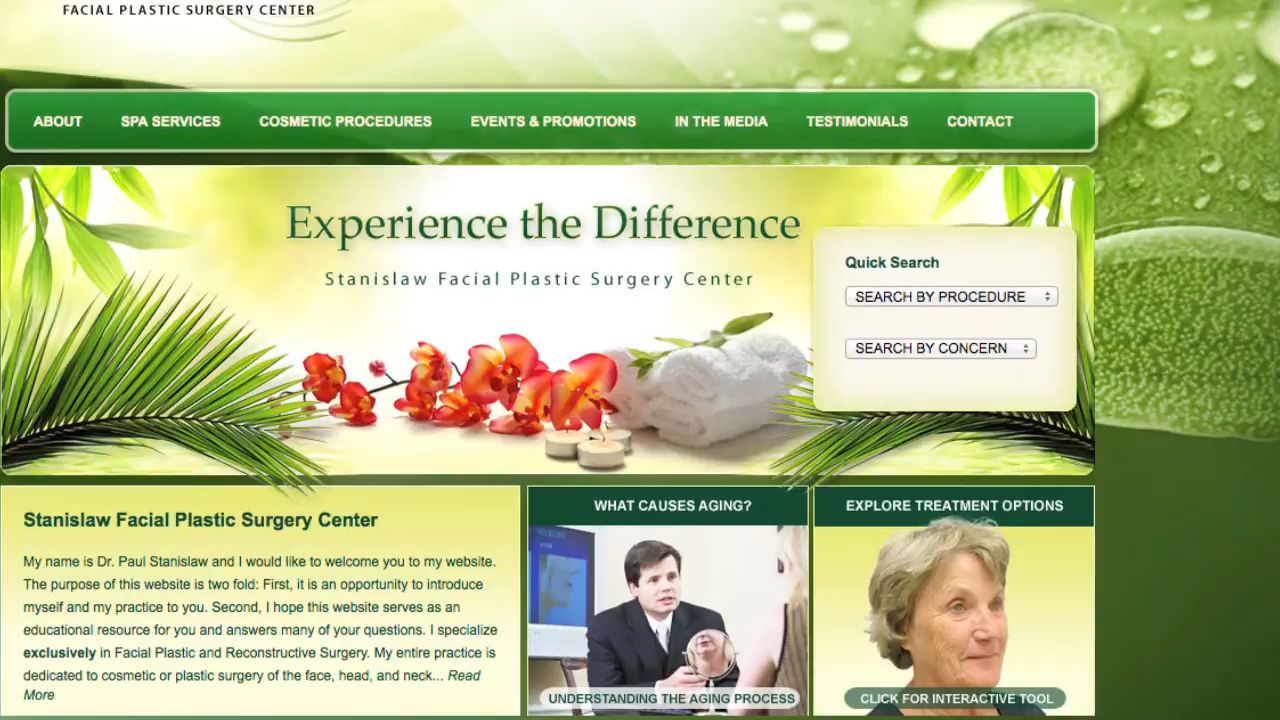 FACIAL PLASTIC SURGERY CENTER
ABOUT SPA SERVICES COSMETIC PROCEDURES EVENTS & PROMOTIONS IN THE MEDIA TESTIMONIALS CONTACT
Experience the Difference
Stanislaw Facial Plastic Surgery Center
Quick Search
SEARCH BY PROCEDURE
SEARCH BY CONCERN
Stanislaw Facial Plastic Surgery Center
My name is Dr. Paul Stanislaw and I would like to welcome you to my website.
The purpose of this website is two fold: First, it is an opportunity to introduce
myself and my practice to you. Second, I hope this website serves as an
educational resource for you and answers many of your questions. I specialize
exclusively in Facial Plastic and Reconstructive Surgery. My entire practice is
dedicated to cosmetic or plastic surgery of the face, head, and neck... Read
More
WHAT CAUSES AGING?
UNDERSTANDING THE AGING PROCESS
EXPLORE TREATMENT OPTIONS
CLICK FOR INTERACTIVE TOOL